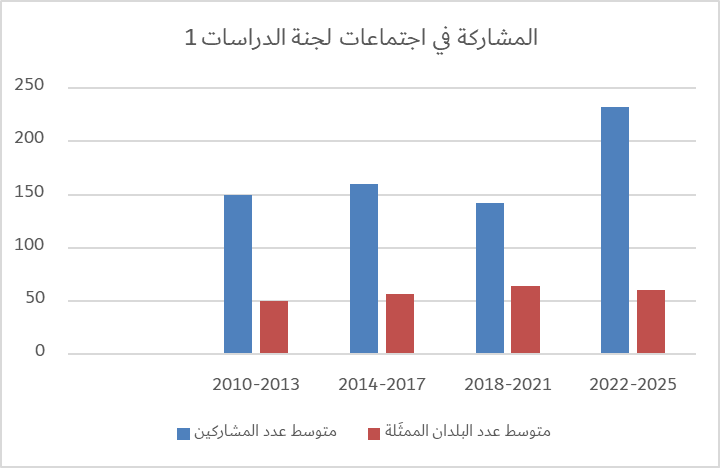 المشاركة في اجتماعات لجنة الدراسات 1
250
200
150
100
50
0
2010-2013 2014-2017 2018-2021 2022-2025
متوسط عدد المشاركين متوسط عدد البلدان الممثَلة